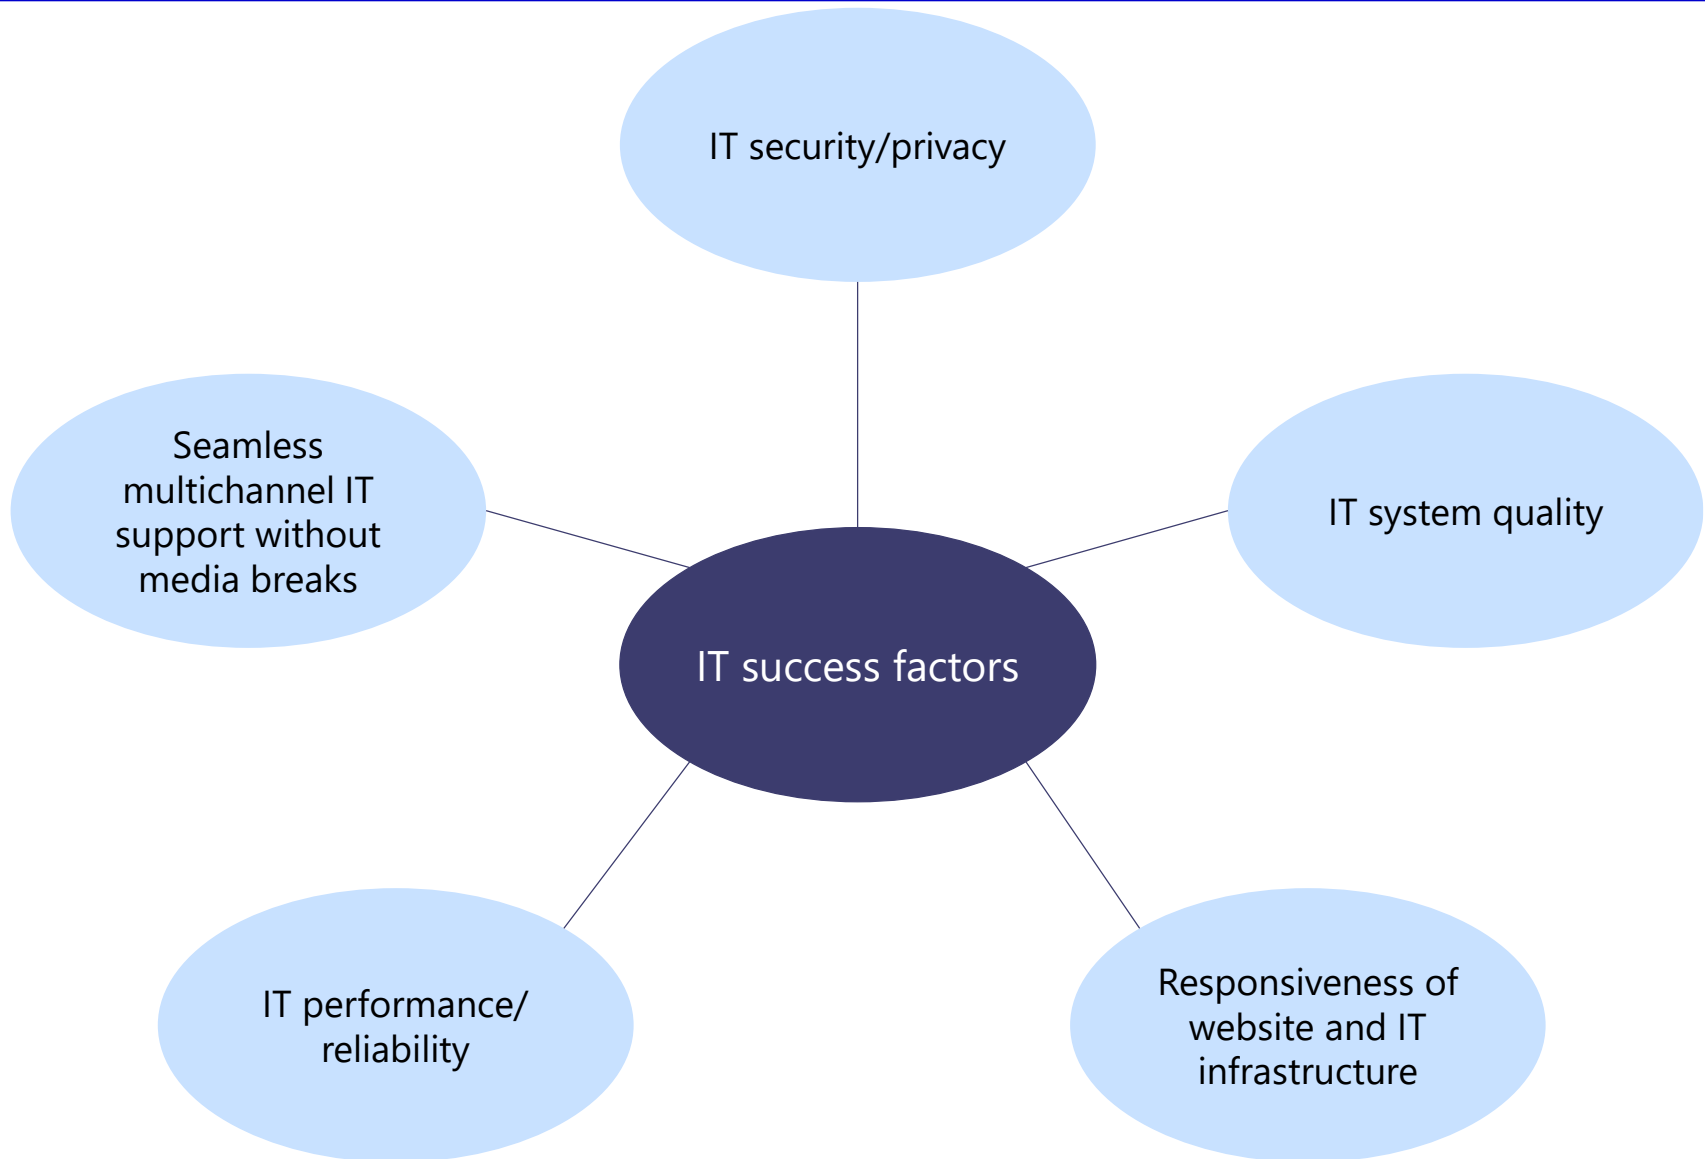 IT security/privacy
Seamless
multichannel IT
support without
media breaks
IT system quality
IT success factors
IT performance/
reliability
Responsiveness of
website and IT
infrastructure